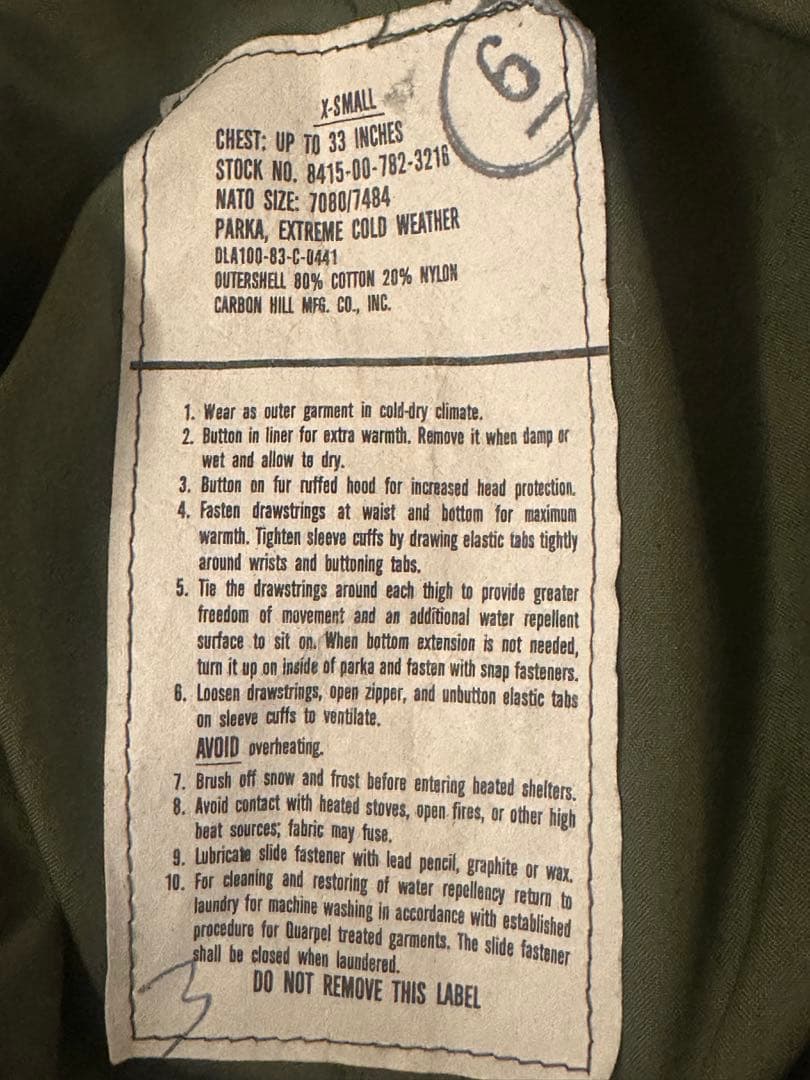 19
X-SMALL
CHEST: UP TO 33 INCHES
STOCK NO. 8415-00-782-3216
NATO SIZE: 7080/7484
PARKA, EXTREME COLD WEATHER
DLA100-83-C-0441
OUTERSHELL 80% COTTON 20% NYLON
CARBON HILL MFG. CO., INC.
1. Wear as outer garment in cold-dry climate.
2. Button in liner for extra warmth. Remove it when damp or
wet and allow to dry.
3. Button on fur ruffed hood for increased head protection.
4. Fasten drawstrings at waist and bottom for maximum
warmth. Tighten sleeve cuffs by drawing elastic tabs tightly
around wrists and buttoning tabs.
5. Tie the drawstrings around each thigh to provide greater
freedom of movement and an additional water repellent
surface to sit on. When bottom extension is not needed,
turn it up on inside of parka and fasten with snap fasteners.
6. Loosen drawstrings, open zipper, and unbutton elastic tabs
on sleeve cuffs to ventilate.
AVOID overheating.
7. Brush off snow and frost before entering heated shelters.
8. Avoid contact with heated stoves, open fires, or other high
heat sources; fabric may fuse.
9. Lubricate slide fastener with lead pencil, graphite or wax.
10. For cleaning and restoring of water repellency return to
laundry for machine washing in accordance with established
procedure for Quarpel treated garments. The slide fastener
shall be closed when laundered.
DO NOT REMOVE THIS LABEL